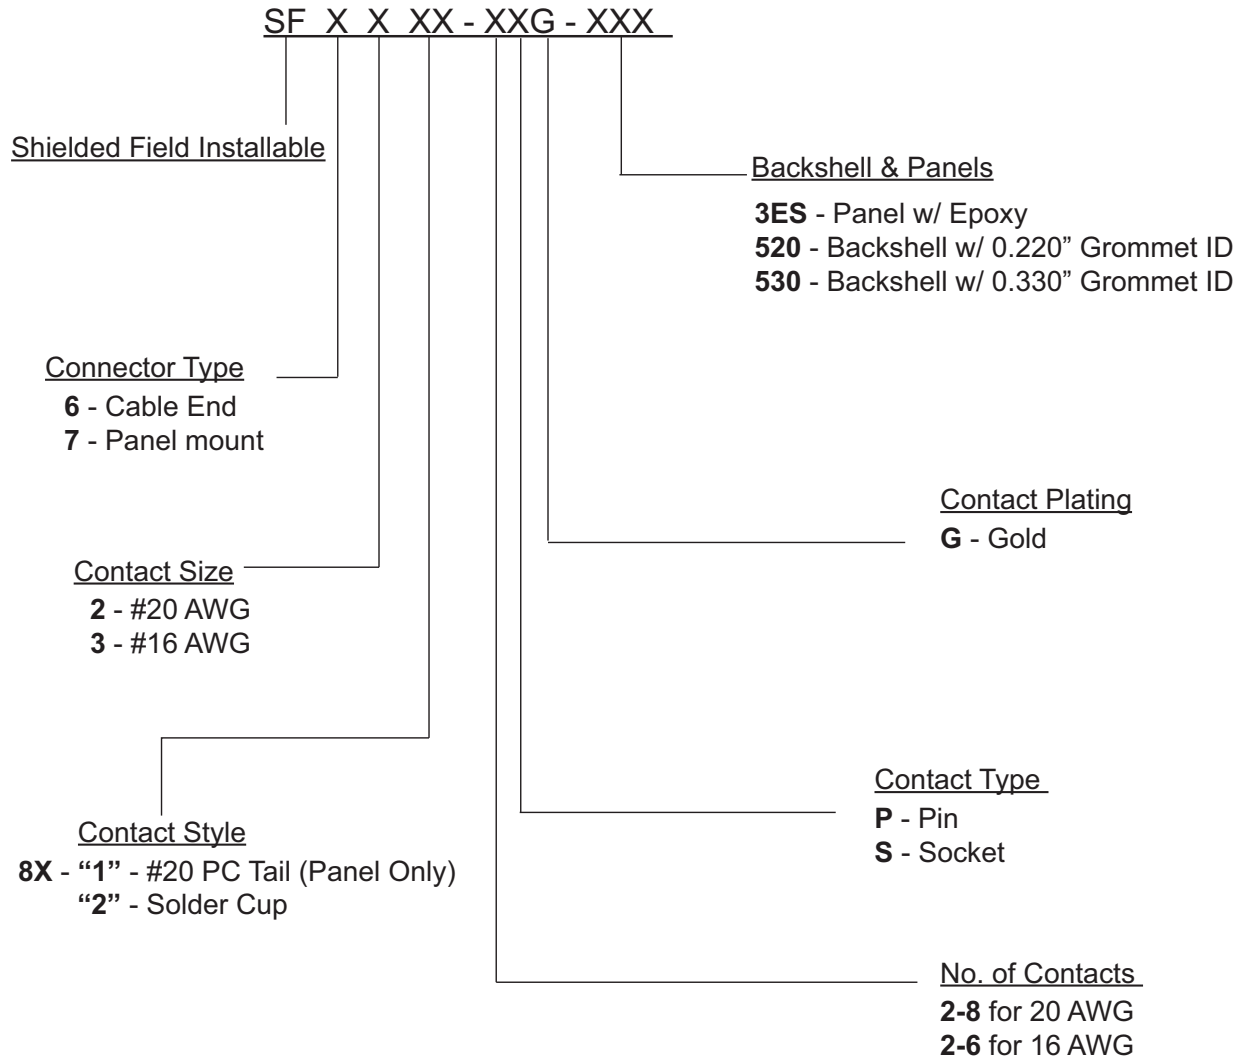 SF X X XX - XXG - XXX
Shielded Field Installable
Backshell & Panels
3ES - Panel w/ Epoxy
520 - Backshell w/ 0.220” Grommet ID
530 - Backshell w/ 0.330” Grommet ID
Connector Type
6 - Cable End
7 - Panel mount
Contact Plating
G - Gold
Contact Size
2 - #20 AWG
3 - #16 AWG
Contact Type
P - Pin
S - Socket
Contact Style
8X - “1” - #20 PC Tail (Panel Only)
“2” - Solder Cup
No. of Contacts
2-8 for 20 AWG
2-6 for 16 AWG